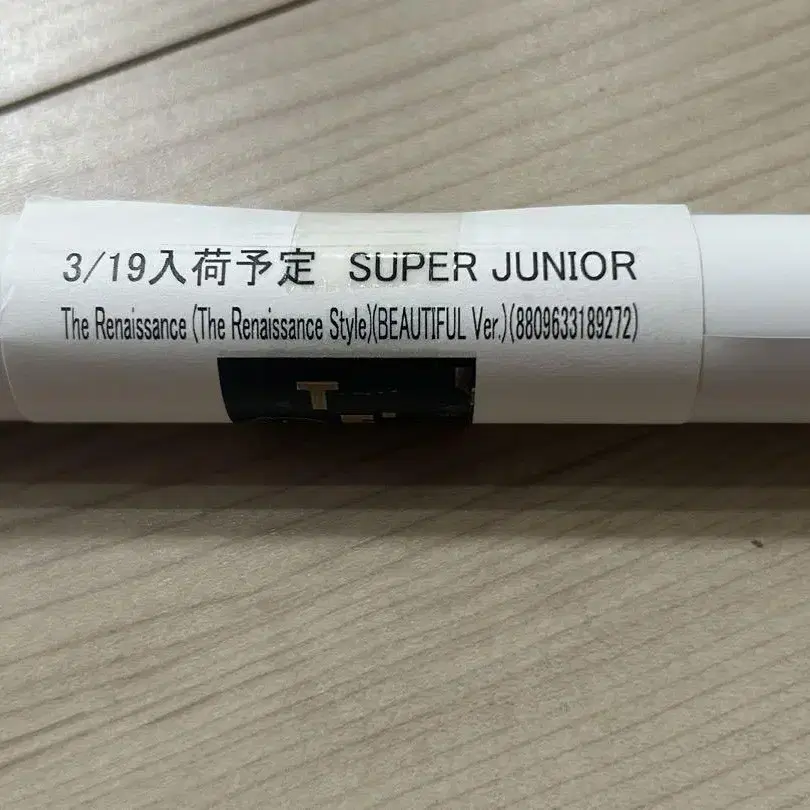 3/19入荷予定 SUPER JUNIOR
The Renaissance (The Renaissance Style)(BEAUTIFUL Ver.)(8809633189272)
T